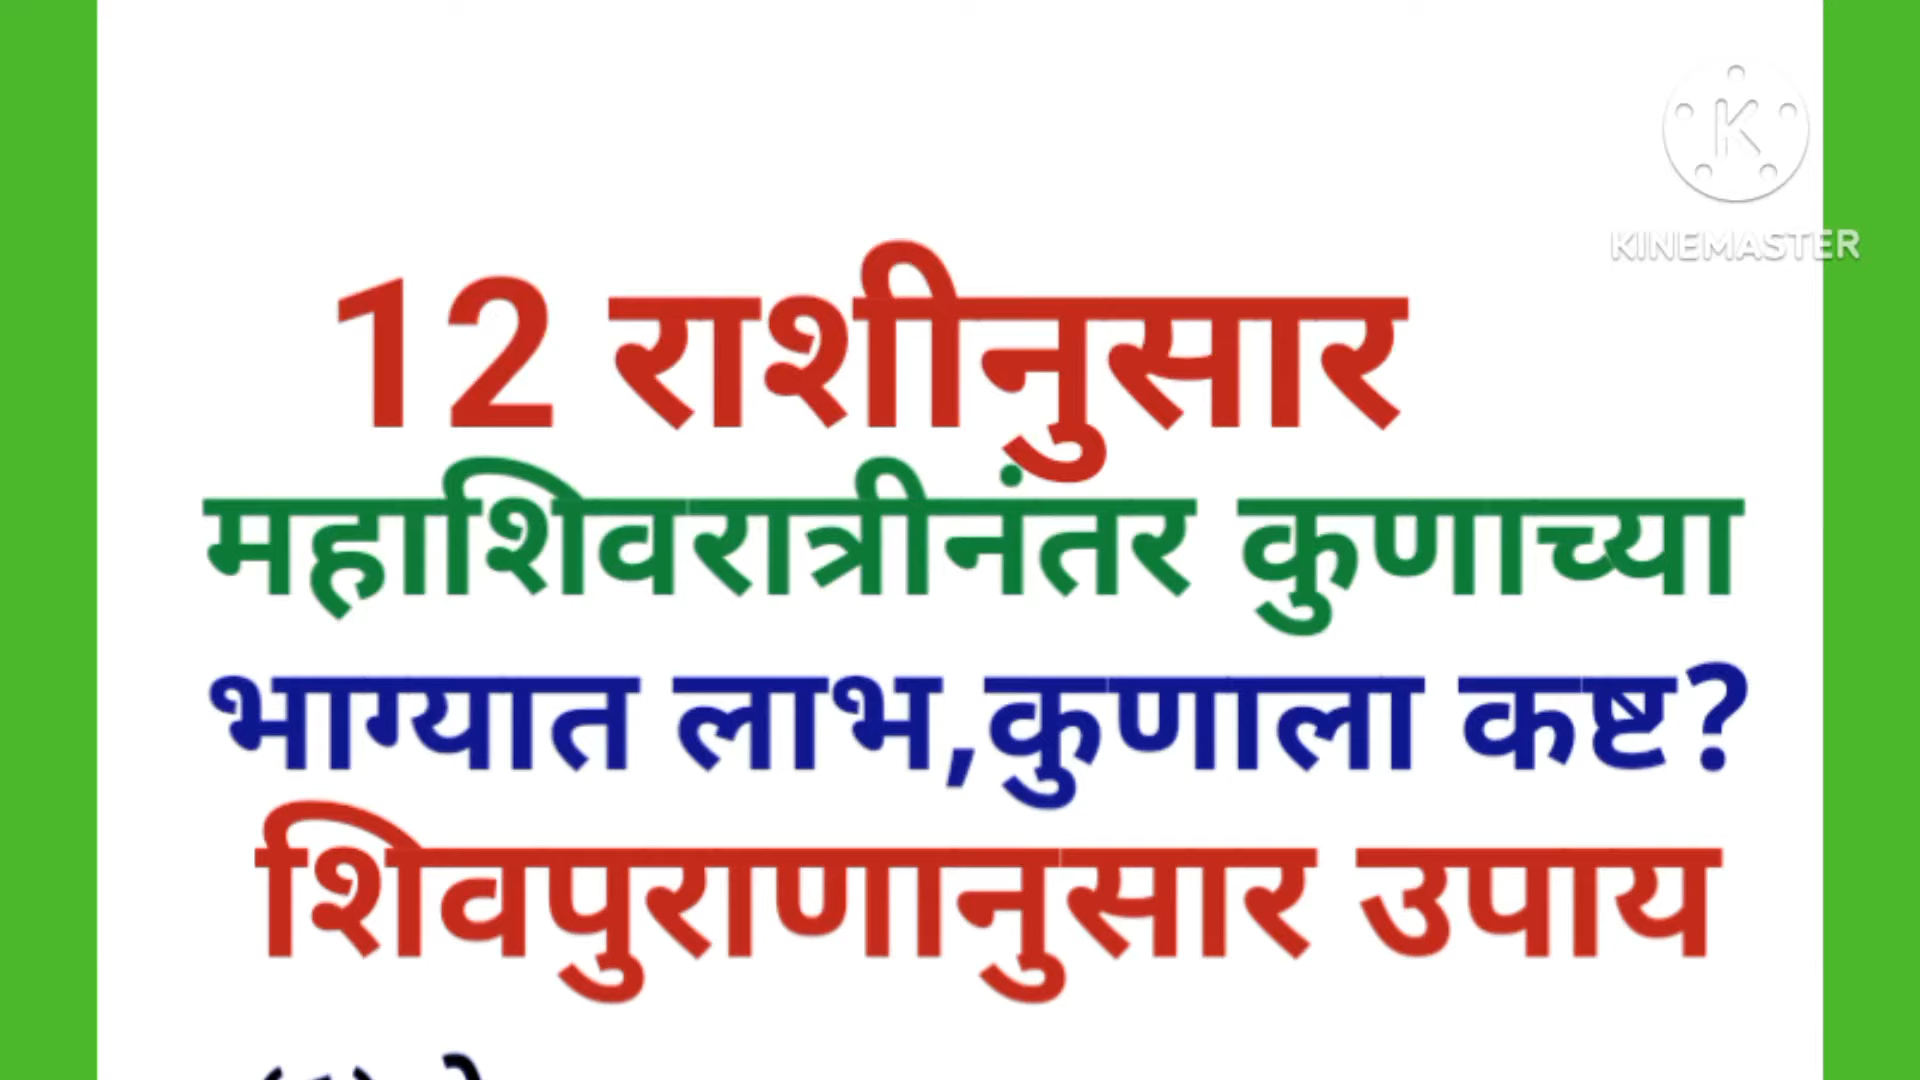 KINEMASTER
12 राशीनुसार
महाशिवरात्रीनंतर कुणाच्या
भाग्यात लाभ,कुणाला कष्ट?
शिवपुराणानुसार उपाय